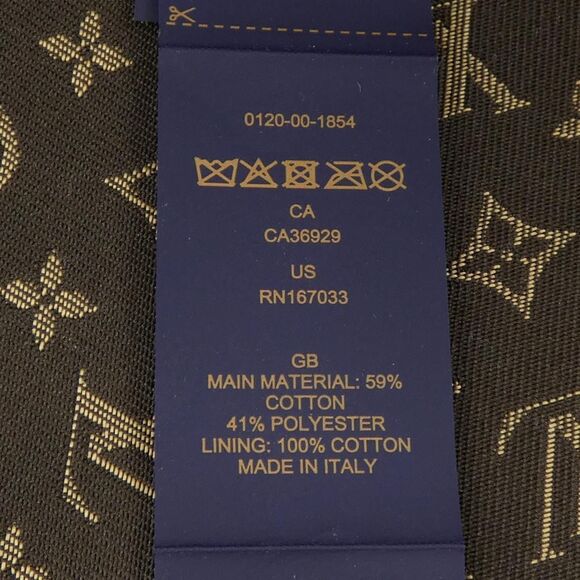 0120-00-1854
CA
CA36929
US
RN167033
GB
MAIN MATERIAL: 59%
COTTON
41% POLYESTER
LINING: 100% COTTON
MADE IN ITALY